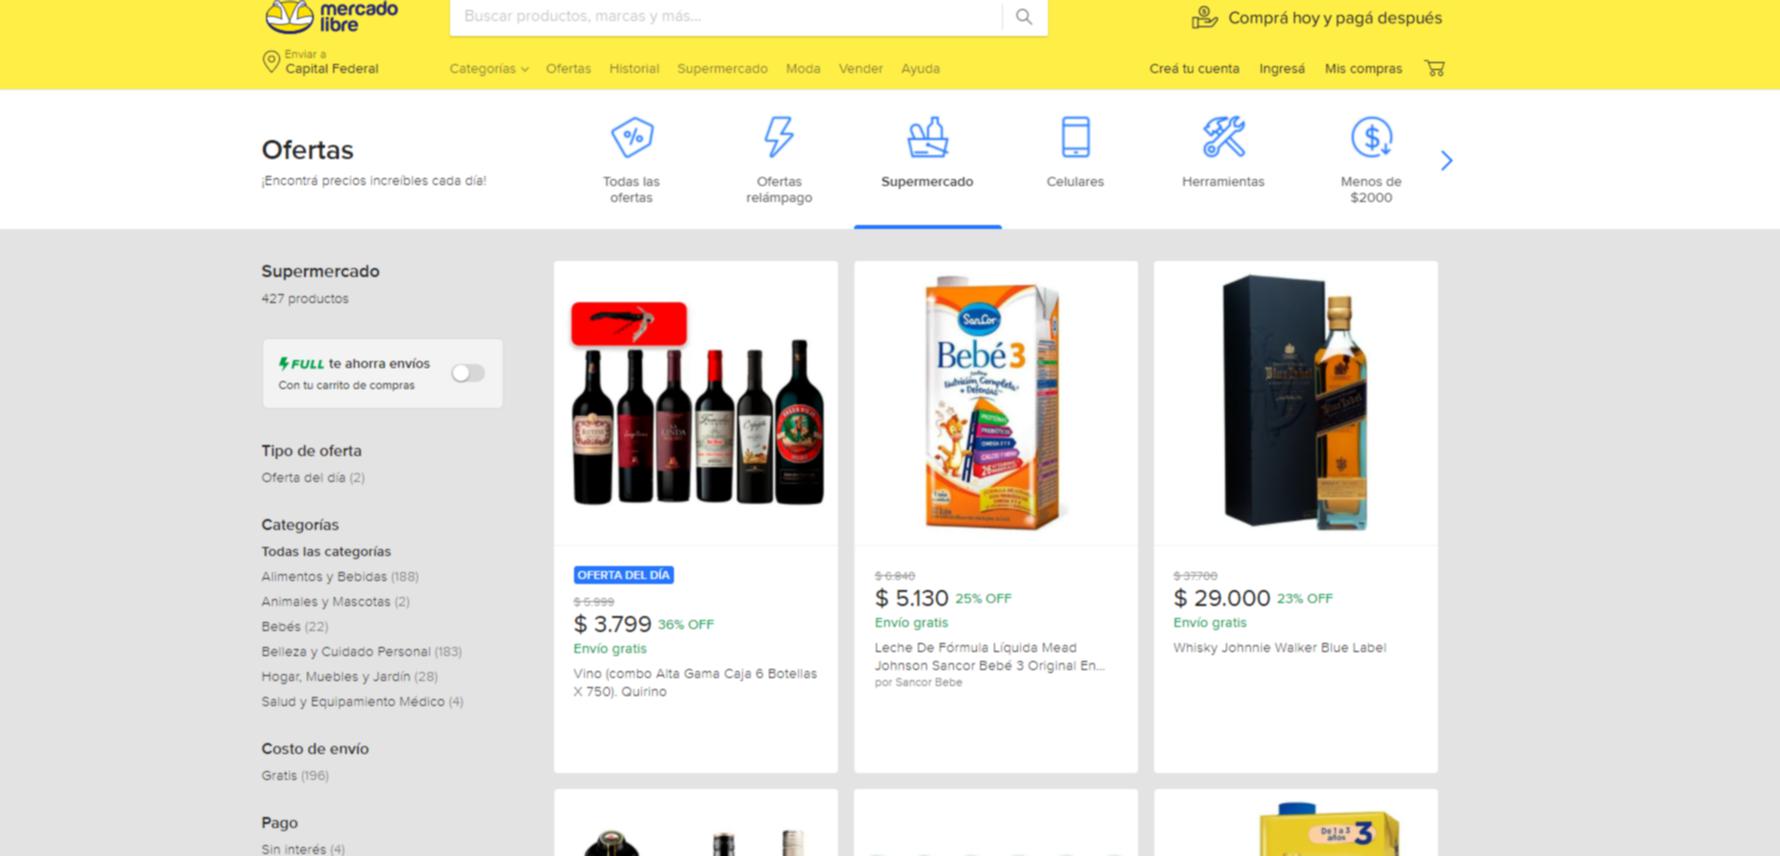 mercado
libre
Buscar productos, marcas y más...
Comprá hoy y pagá después
Enviar a
Capital Federal
Categorías
Ofertas
Historial
Supermercado
Moda
Vender
Ayuda
Creá tu cuenta
Ingresá
Mis compras
Ofertas
¡Encontrá precios increíbles cada día!
Todas las
ofertas
Ofertas
relámpago
Supermercado
Celulares
Herramientas
Menos de
$2000
Supermercado
427 productos
FULL te ahorra envíos
Con tu carrito de compras
Tipo de oferta
Oferta del día (2)
Categorías
Todas las categorías
Alimentos y Bebidas (188)
Animales y Mascotas (2)
Bebés (22)
Belleza y Cuidado Personal (183)
Hogar, Muebles y Jardín (28)
Salud y Equipamiento Médico (4)
Costo de envío
Gratis (196)
Pago
Sin interés (4)
LA LINDA
OFERTA DEL DÍA
$ 5.999
$ 3.799 36% OFF
Envío gratis
Vino (combo Alta Gama Caja 6 Botellas
X 750). Quirino
SanCor
Bebé 3
Nutrición Completa
+ Defensas
$ 6.840
$ 5.130 25% OFF
Envío gratis
Leche De Fórmula Líquida Mead
Johnson Sancor Bebé 3 Original En...
por Sancor Bebe
Blue Label
$ 37.700
$ 29.000 23% OFF
Envío gratis
Whisky Johnnie Walker Blue Label
De 1 a 3
años
3